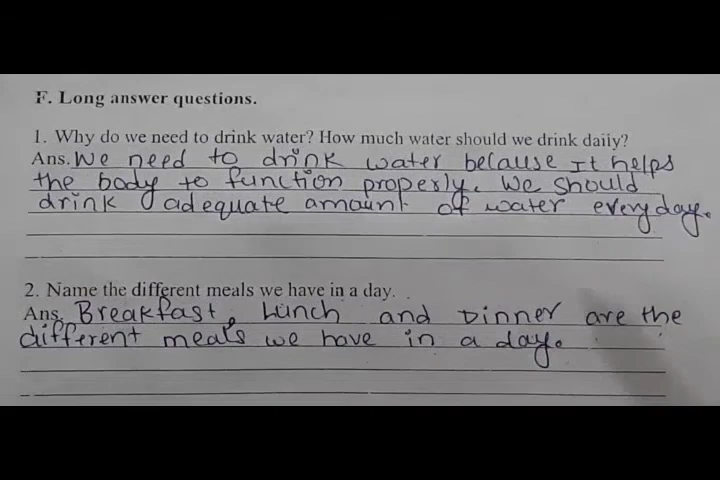 F. Long answer questions.
1. Why do we need to drink water? How much water should we drink daily?
Ans. We need to drink water because It helps
the body to function properly. We should
drink adequate amount of water everyday.
2. Name the different meals we have in a day.
Ans. Breakfast, Lunch and Dinner are the
different meals we have in a day.